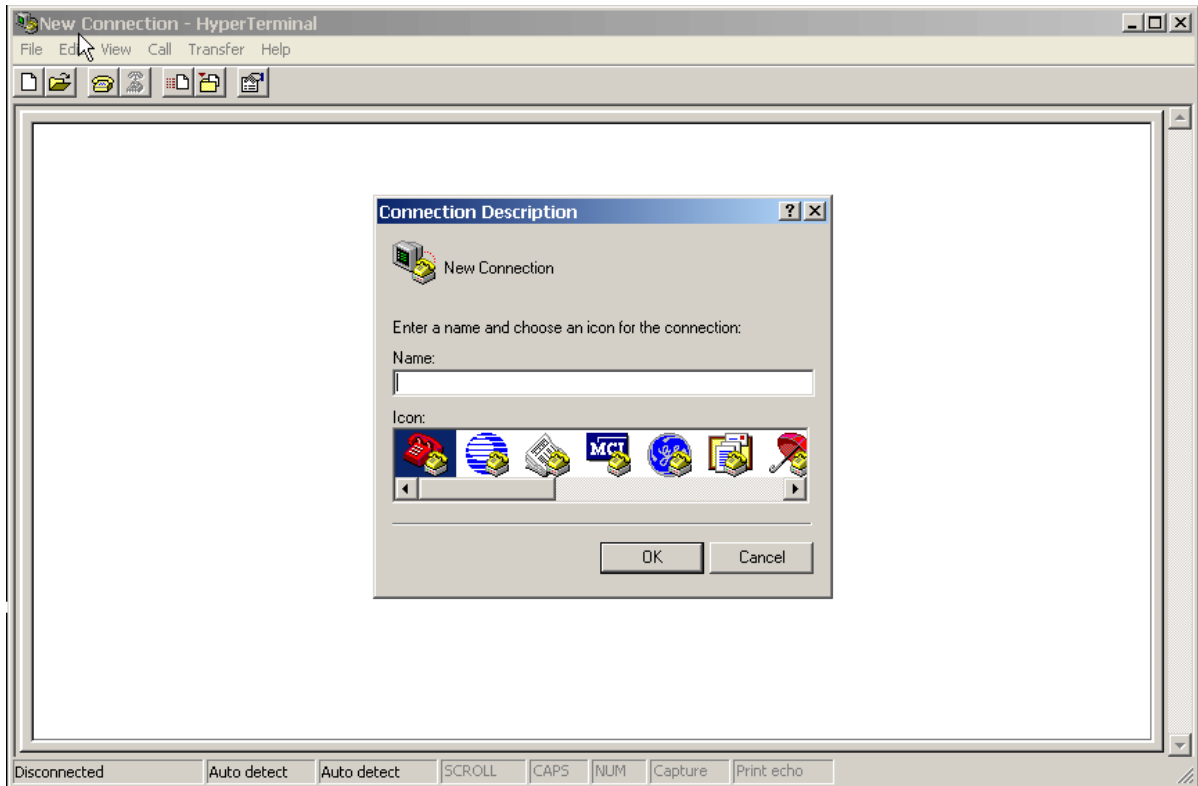 New Connection - HyperTerminal
File Edit View Call Transfer Help
Connection Description
New Connection
Enter a name and choose an icon for the connection:
Name:
Icon:
MCI
OK Cancel
Disconnected Auto detect Auto detect SCROLL CAPS NUM Capture Print echo